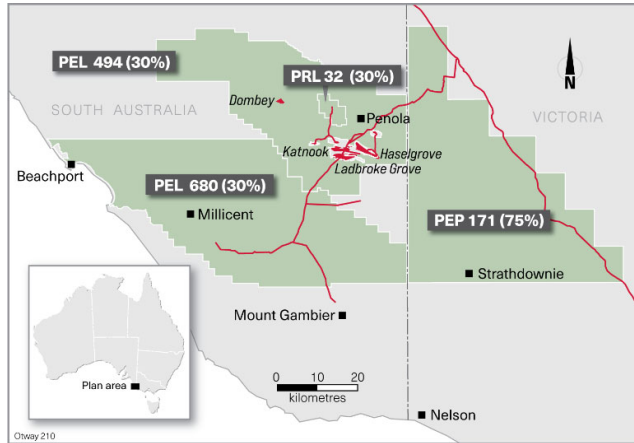 PEL 494 (30%)
PRL 32 (30%)
N
SOUTH AUSTRALIA
VICTORIA
Dombey
Penola
Katnook
Haselgrove
Ladbroke Grove
Beachport
PEL 680 (30%)
Millicent
PEP 171 (75%)
Strathdownie
Mount Gambier
Plan area
0 10 20
kilometres
Nelson
Otway 210